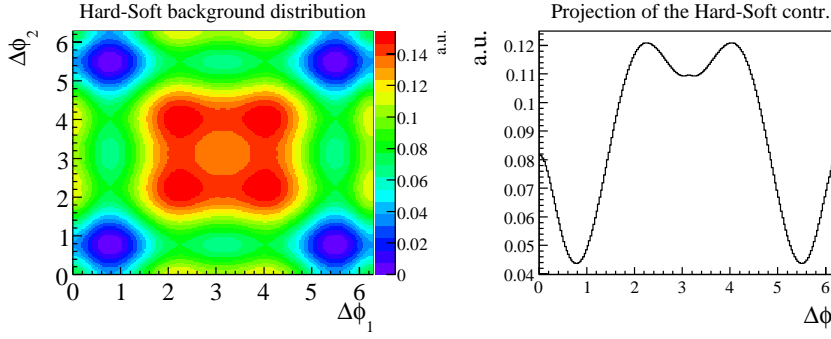 Hard-Soft background distribution
Δϕ₂
6
5
4
3
2
1
0
0 1 2 3 4 5 6
Δϕ₁
a.u.
0.14
0.12
0.1
0.08
0.06
0.04
0.02
0
Projection of the Hard-Soft contr.
a.u.
0.12
0.11
0.1
0.09
0.08
0.07
0.06
0.05
0.04
0 1 2 3 4 5 6
Δϕ